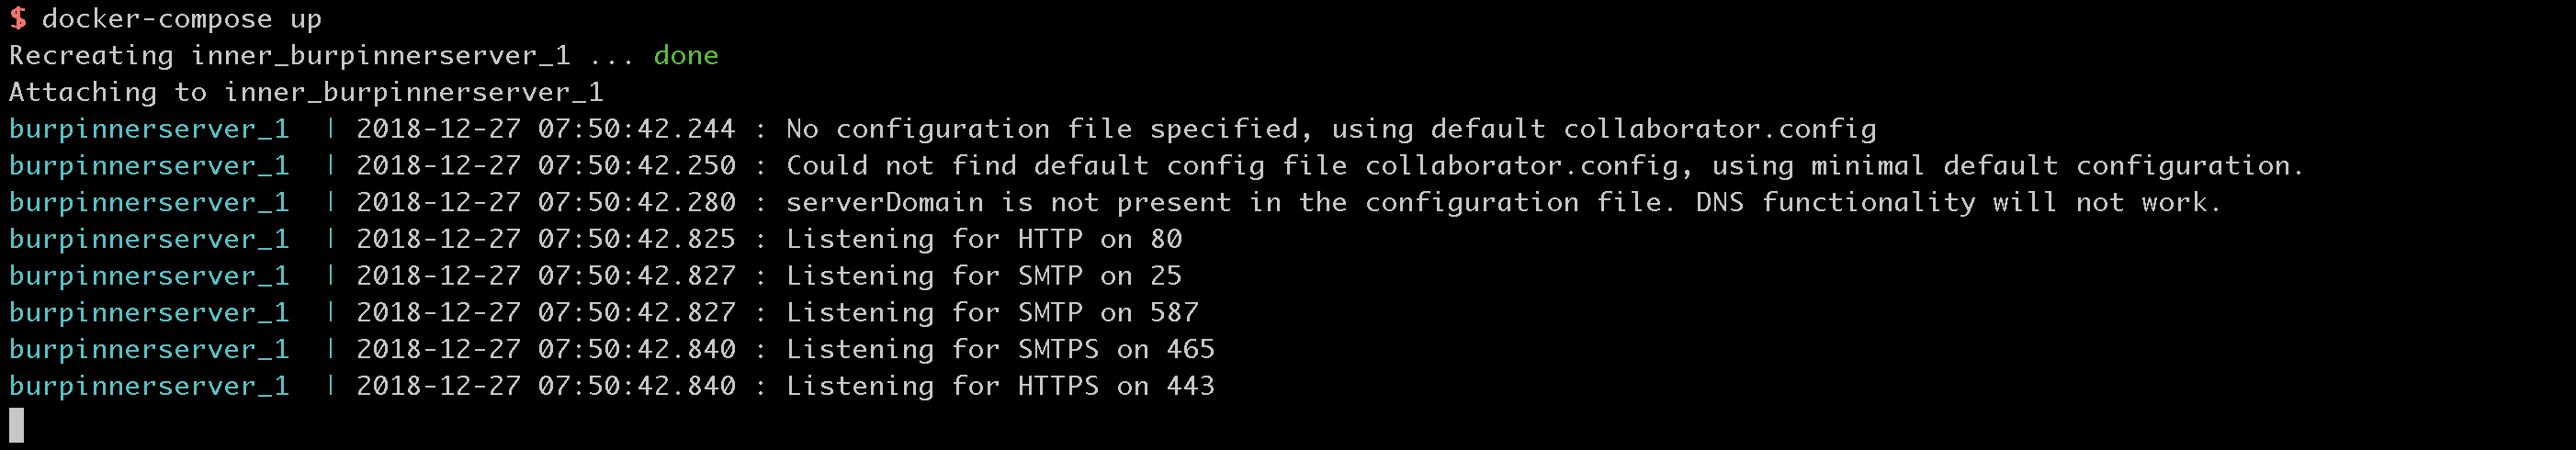 $ docker-compose up
Recreating inner_burpinnerserver_1 ... done
Attaching to inner_burpinnerserver_1
burpinnerserver_1  | 2018-12-27 07:50:42.244 : No configuration file specified, using default collaborator.config
burpinnerserver_1  | 2018-12-27 07:50:42.250 : Could not find default config file collaborator.config, using minimal default configuration.
burpinnerserver_1  | 2018-12-27 07:50:42.280 : serverDomain is not present in the configuration file. DNS functionality will not work.
burpinnerserver_1  | 2018-12-27 07:50:42.825 : Listening for HTTP on 80
burpinnerserver_1  | 2018-12-27 07:50:42.827 : Listening for SMTP on 25
burpinnerserver_1  | 2018-12-27 07:50:42.827 : Listening for SMTP on 587
burpinnerserver_1  | 2018-12-27 07:50:42.840 : Listening for SMTPS on 465
burpinnerserver_1  | 2018-12-27 07:50:42.840 : Listening for HTTPS on 443